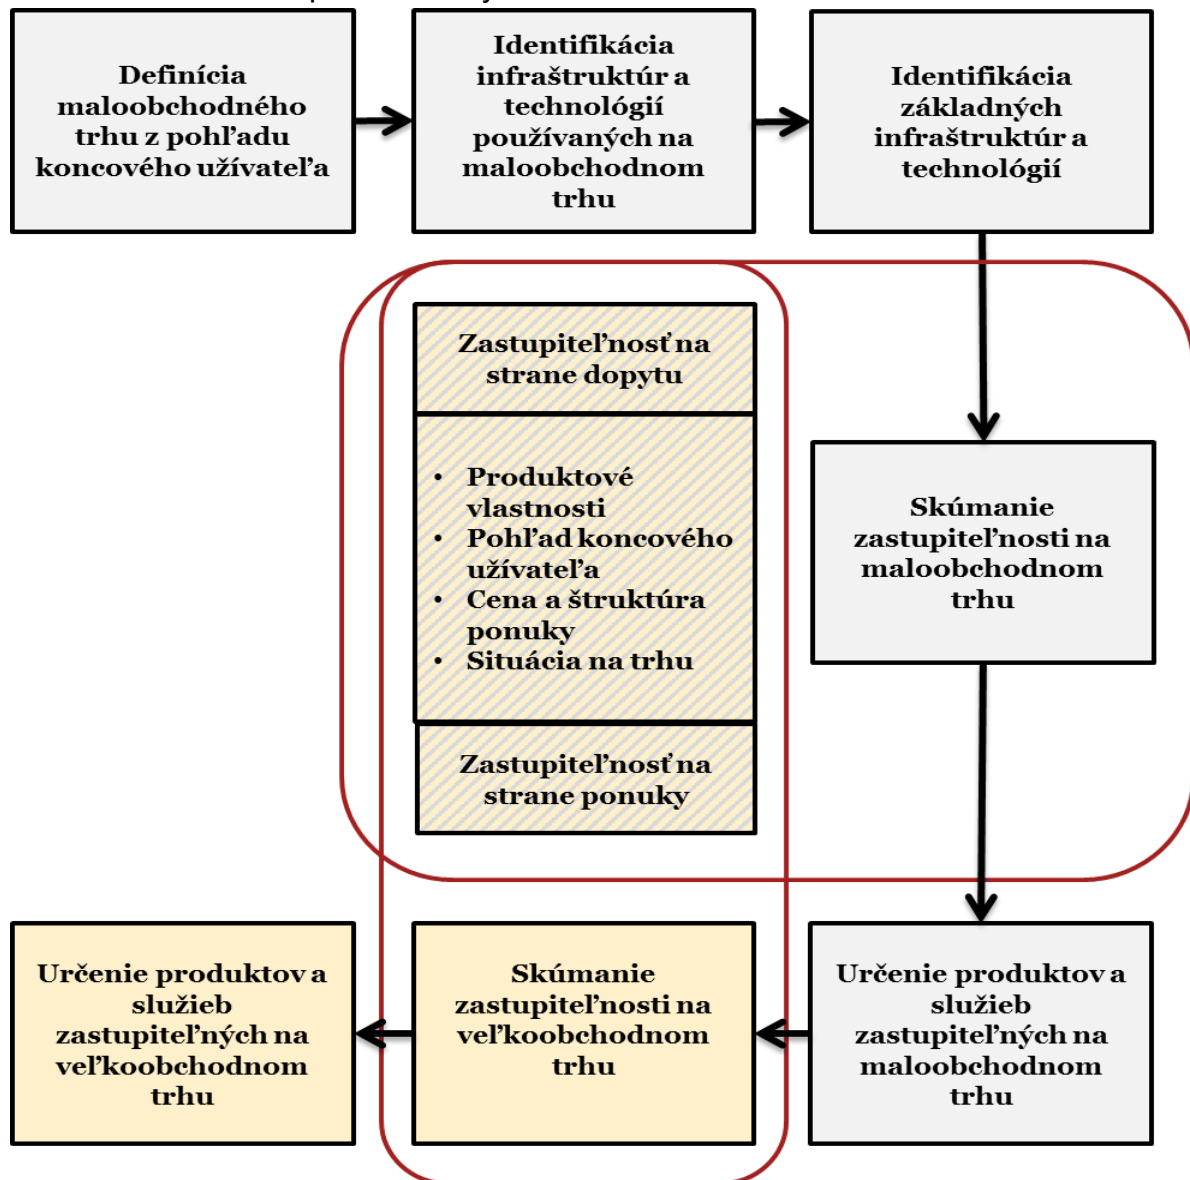 Definícia
maloobchodného
trhu z pohľadu
koncového užívateľa
Identifikácia
infraštruktúr a
technológií
používaných na
maloobchodnom
trhu
Identifikácia
základných
infraštruktúr a
technológií
Zastupiteľnosť na
strane dopytu
• Produktové
vlastnosti
• Pohľad koncového
užívateľa
• Cena a štruktúra
ponuky
• Situácia na trhu
Zastupiteľnosť na
strane ponuky
Skúmanie
zastupiteľnosti na
maloobchodnom
trhu
Určenie produktov a
služieb
zastupiteľných na
veľkoobchodnom
trhu
Skúmanie
zastupiteľnosti na
veľkoobchodnom
trhu
Určenie produktov a
služieb
zastupiteľných na
maloobchodnom
trhu